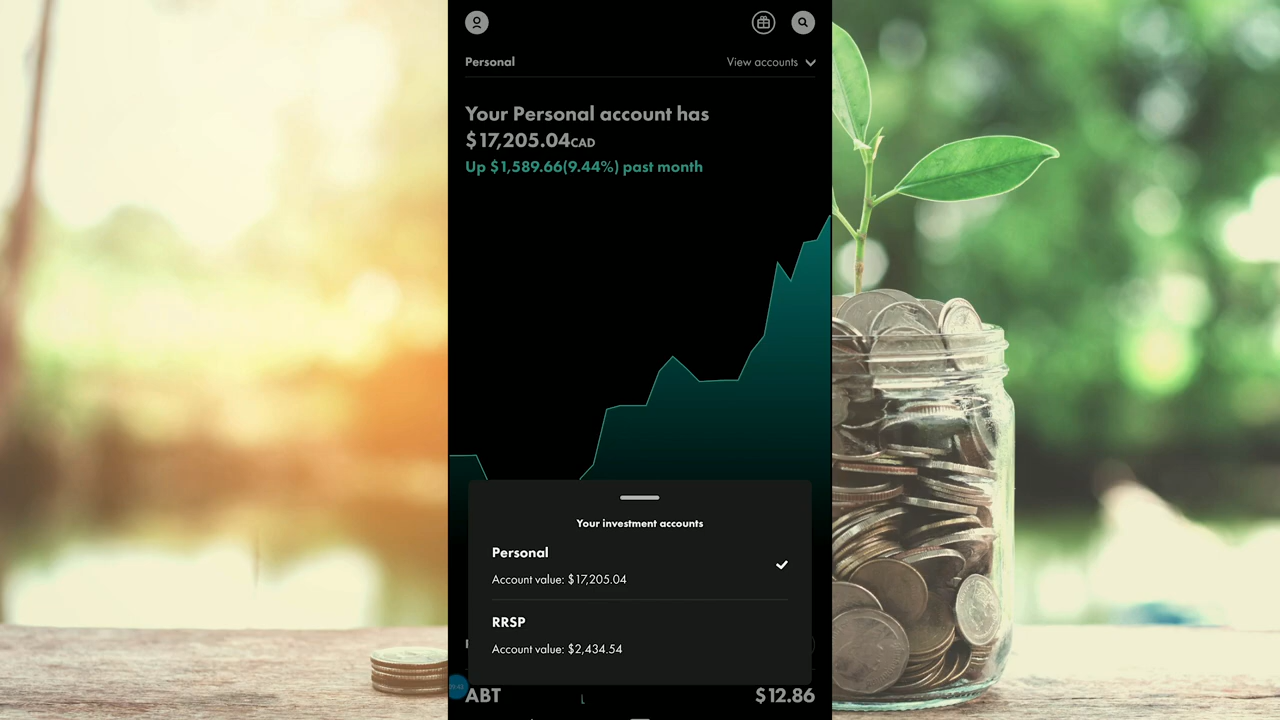 Personal
View accounts
Your Personal account has
$17,205.04CAD
Up $1,589.66(9.44%) past month
Your investment accounts
Personal
Account value: $17,205.04
RRSP
Account value: $2,434.54
ABT
$12.86